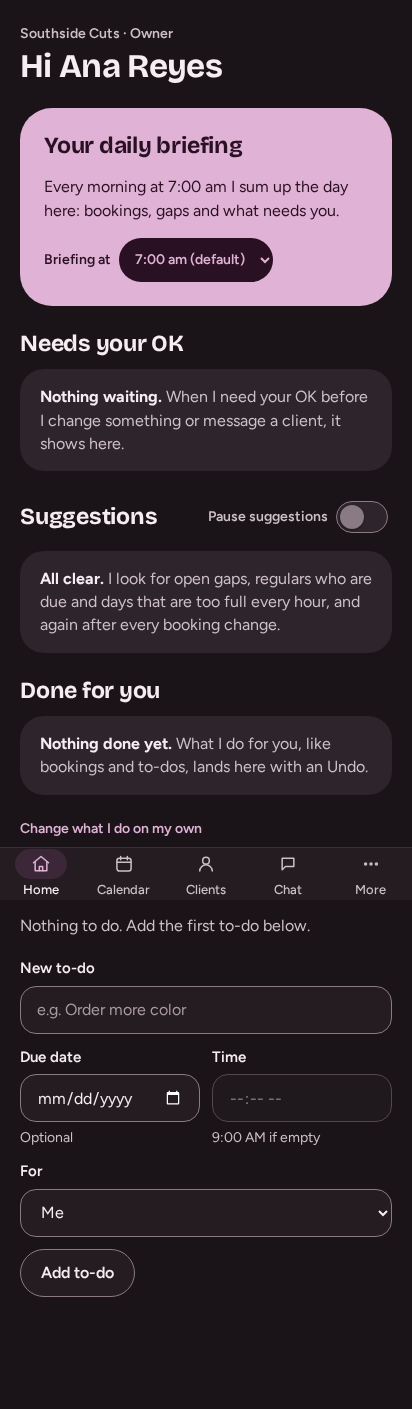 Southside Cuts · Owner
Hi Ana Reyes
Your daily briefing
Every morning at 7:00 am I sum up the day
here: bookings, gaps and what needs you.
Briefing at 7:00 am (default)
Needs your OK
Nothing waiting. When I need your OK before
I change something or message a client, it
shows here.
Suggestions Pause suggestions
All clear. I look for open gaps, regulars who are
due and days that are too full every hour, and
again after every booking change.
Done for you
Nothing done yet. What I do for you, like
bookings and to-dos, lands here with an Undo.
Change what I do on my own
Home Calendar Clients Chat More
Nothing to do. Add the first to-do below.
New to-do
e.g. Order more color
Due date Time
mm/dd/yyyy --:-- --
Optional 9:00 AM if empty
For
Me
Add to-do